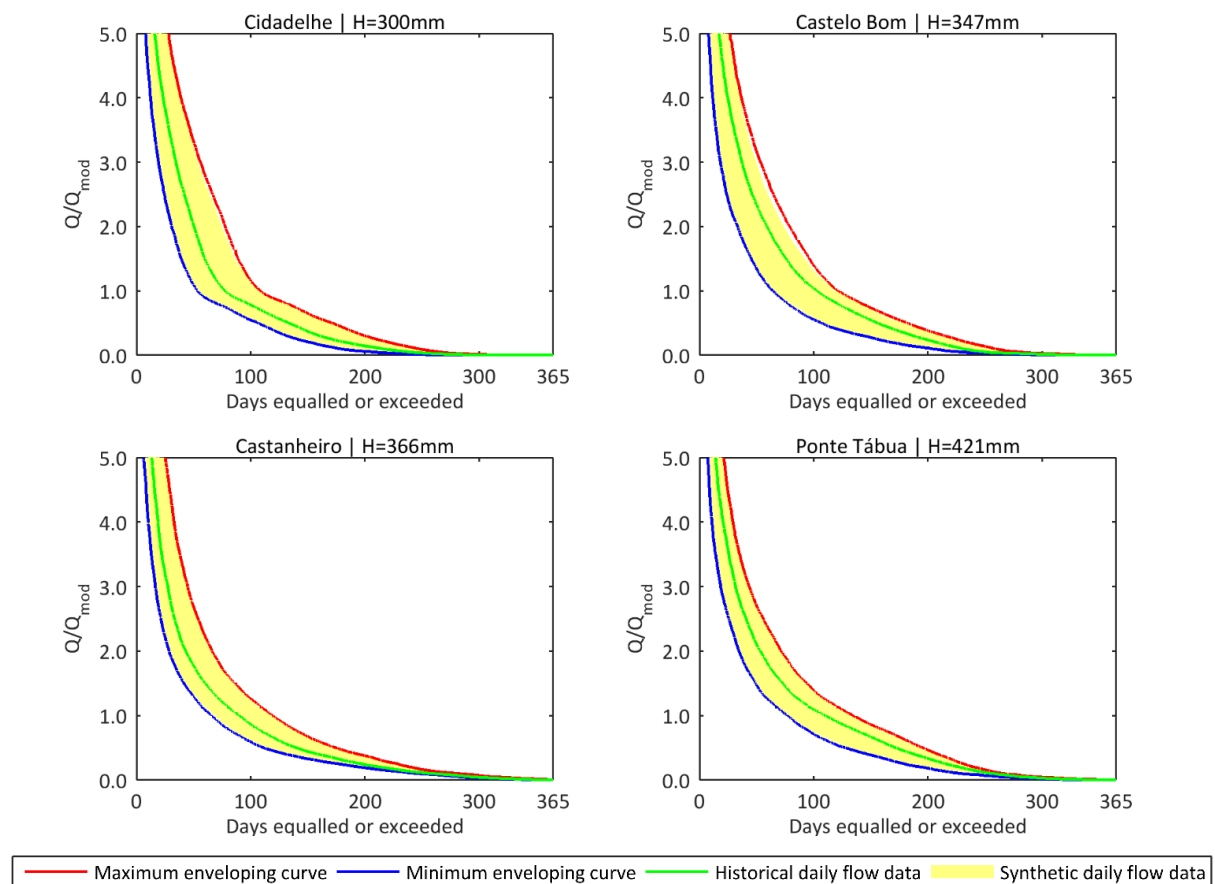 Cidadelhe | H=300mm
5.0
4.0
3.0
2.0
1.0
0.0
Q/Qmod
0 100 200 300 365
Days equalled or exceeded
Castelo Bom | H=347mm
5.0
4.0
3.0
2.0
1.0
0.0
Q/Qmod
0 100 200 300 365
Days equalled or exceeded
Castanheiro | H=366mm
5.0
4.0
3.0
2.0
1.0
0.0
Q/Qmod
0 100 200 300 365
Days equalled or exceeded
Ponte Tábua | H=421mm
5.0
4.0
3.0
2.0
1.0
0.0
Q/Qmod
0 100 200 300 365
Days equalled or exceeded
Maximum enveloping curve Minimum enveloping curve Historical daily flow data Synthetic daily flow data